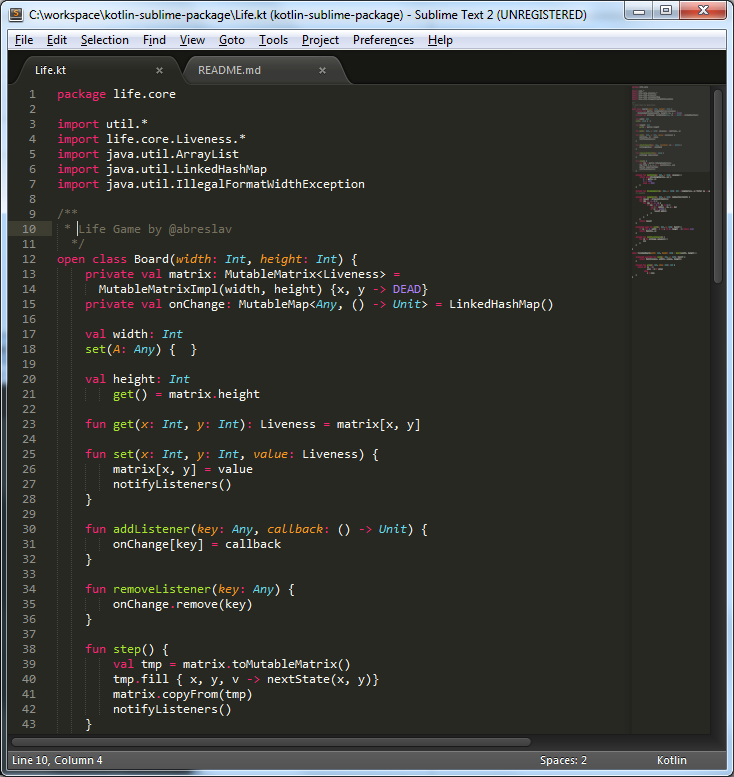 C:\workspace\kotlin-sublime-package\Life.kt (kotlin-sublime-package) - Sublime Text 2 (UNREGISTERED)
File Edit Selection Find View Goto Tools Project Preferences Help
Life.kt × README.md ×
1 package life.core
2
3 import util.*
4 import life.core.Liveness.*
5 import java.util.ArrayList
6 import java.util.LinkedHashMap
7 import java.util.IllegalFormatWidthException
8
9 /**
10  * Life Game by @abreslav
11   */
12 open class Board(width: Int, height: Int) {
13     private val matrix: MutableMatrix<Liveness> =
14       MutableMatrixImpl(width, height) {x, y -> DEAD}
15     private val onChange: MutableMap<Any, () -> Unit> = LinkedHashMap()
16
17     val width: Int
18     set(A: Any) {  }
19
20     val height: Int
21         get() = matrix.height
22
23     fun get(x: Int, y: Int): Liveness = matrix[x, y]
24
25     fun set(x: Int, y: Int, value: Liveness) {
26         matrix[x, y] = value
27         notifyListeners()
28     }
29
30     fun addListener(key: Any, callback: () -> Unit) {
31         onChange[key] = callback
32     }
33
34     fun removeListener(key: Any) {
35         onChange.remove(key)
36     }
37
38     fun step() {
39         val tmp = matrix.toMutableMatrix()
40         tmp.fill { x, y, v -> nextState(x, y)}
41         matrix.copyFrom(tmp)
42         notifyListeners()
43     }
Line 10, Column 4 Spaces: 2 Kotlin